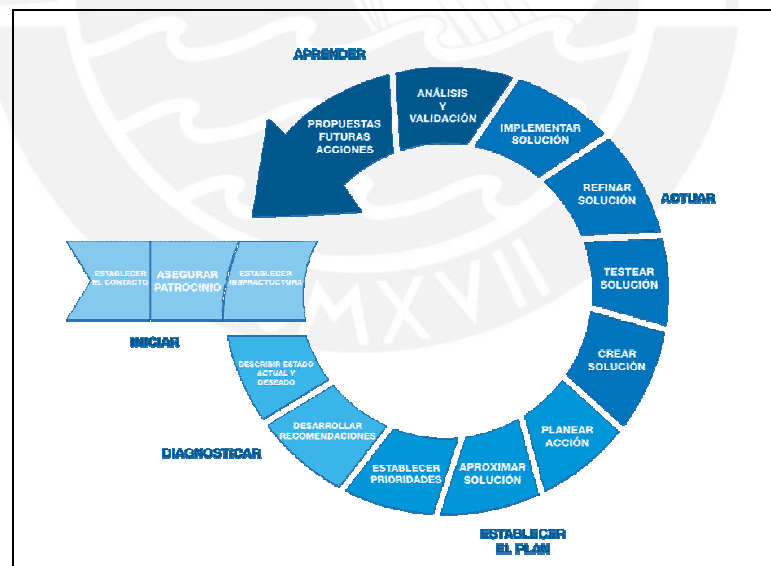 APRENDER
PROPUESTAS
FUTURAS
ACCIONES
ANÁLISIS
Y
VALIDACIÓN
IMPLEMENTAR
SOLUCIÓN
REFINAR
SOLUCIÓN
ACTUAR
TESTEAR
SOLUCIÓN
CREAR
SOLUCIÓN
PLANEAR
ACCIÓN
APROXIMAR
SOLUCIÓN
ESTABLECER
PRIORIDADES
ESTABLECER
EL PLAN
DESARROLLAR
RECOMENDACIONES
DIAGNOSTICAR
DESCRIBIR ESTADO
ACTUAL Y
DESEADO
ESTABLECER
EL CONTACTO
ASEGURAR
PATROCINIO
ESTABLECER
INICIAR
MXVII